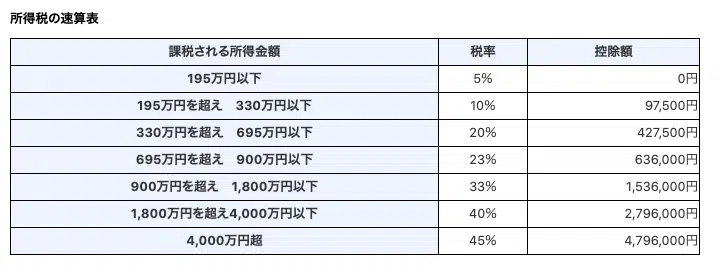 所得税の速算表
課税される所得金額 税率 控除額
195万円以下 5% 0円
195万円を超え　330万円以下 10% 97,500円
330万円を超え　695万円以下 20% 427,500円
695万円を超え　900万円以下 23% 636,000円
900万円を超え　1,800万円以下 33% 1,536,000円
1,800万円を超え4,000万円以下 40% 2,796,000円
4,000万円超 45% 4,796,000円